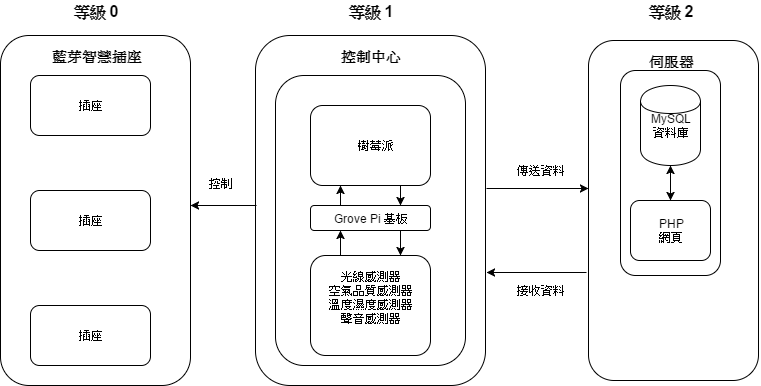 等級 0
等級 1
等級 2
藍芽智慧插座
插座
插座
插座
控制
控制中心
樹莓派
Grove Pi 基板
光線感測器
空氣品質感測器
溫度濕度感測器
聲音感測器
傳送資料
接收資料
伺服器
MySQL
資料庫
PHP
網頁